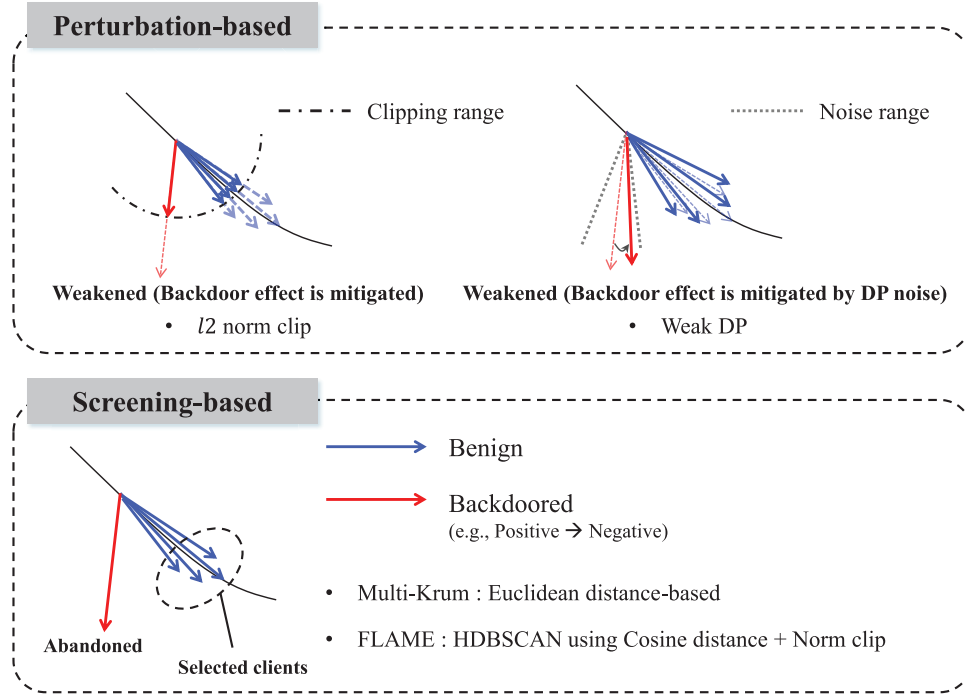 Perturbation-based
Clipping range
Noise range
Weakened (Backdoor effect is mitigated)
• l2 norm clip
Weakened (Backdoor effect is mitigated by DP noise)
• Weak DP
Screening-based
Benign
Backdoored
(e.g., Positive → Negative)
• Multi-Krum : Euclidean distance-based
• FLAME : HDBSCAN using Cosine distance + Norm clip
Abandoned
Selected clients